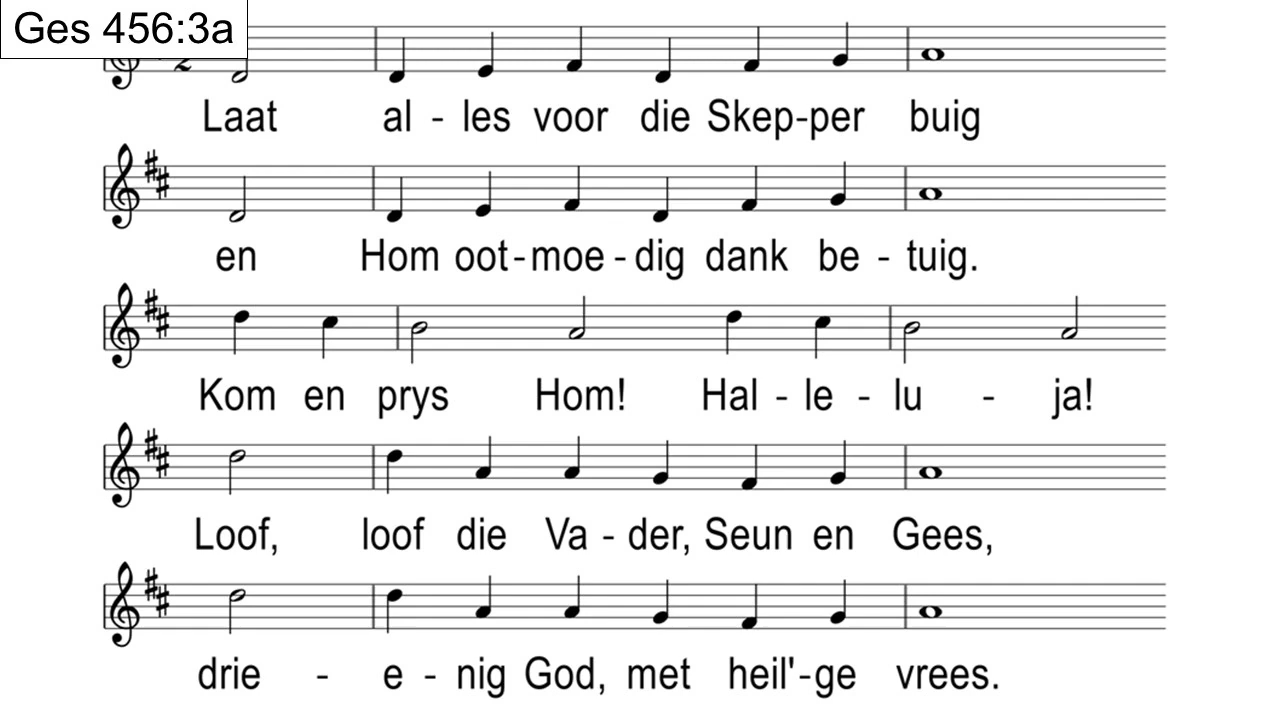 Ges 456:3a
Laat al - les voor die Skep-per buig
en Hom oot-moe-dig dank be - tuig.
Kom en prys Hom! Hal - le - lu - ja!
Loof, loof die Va - der, Seun en Gees,
drie - e - nig God, met heil'-ge vrees.